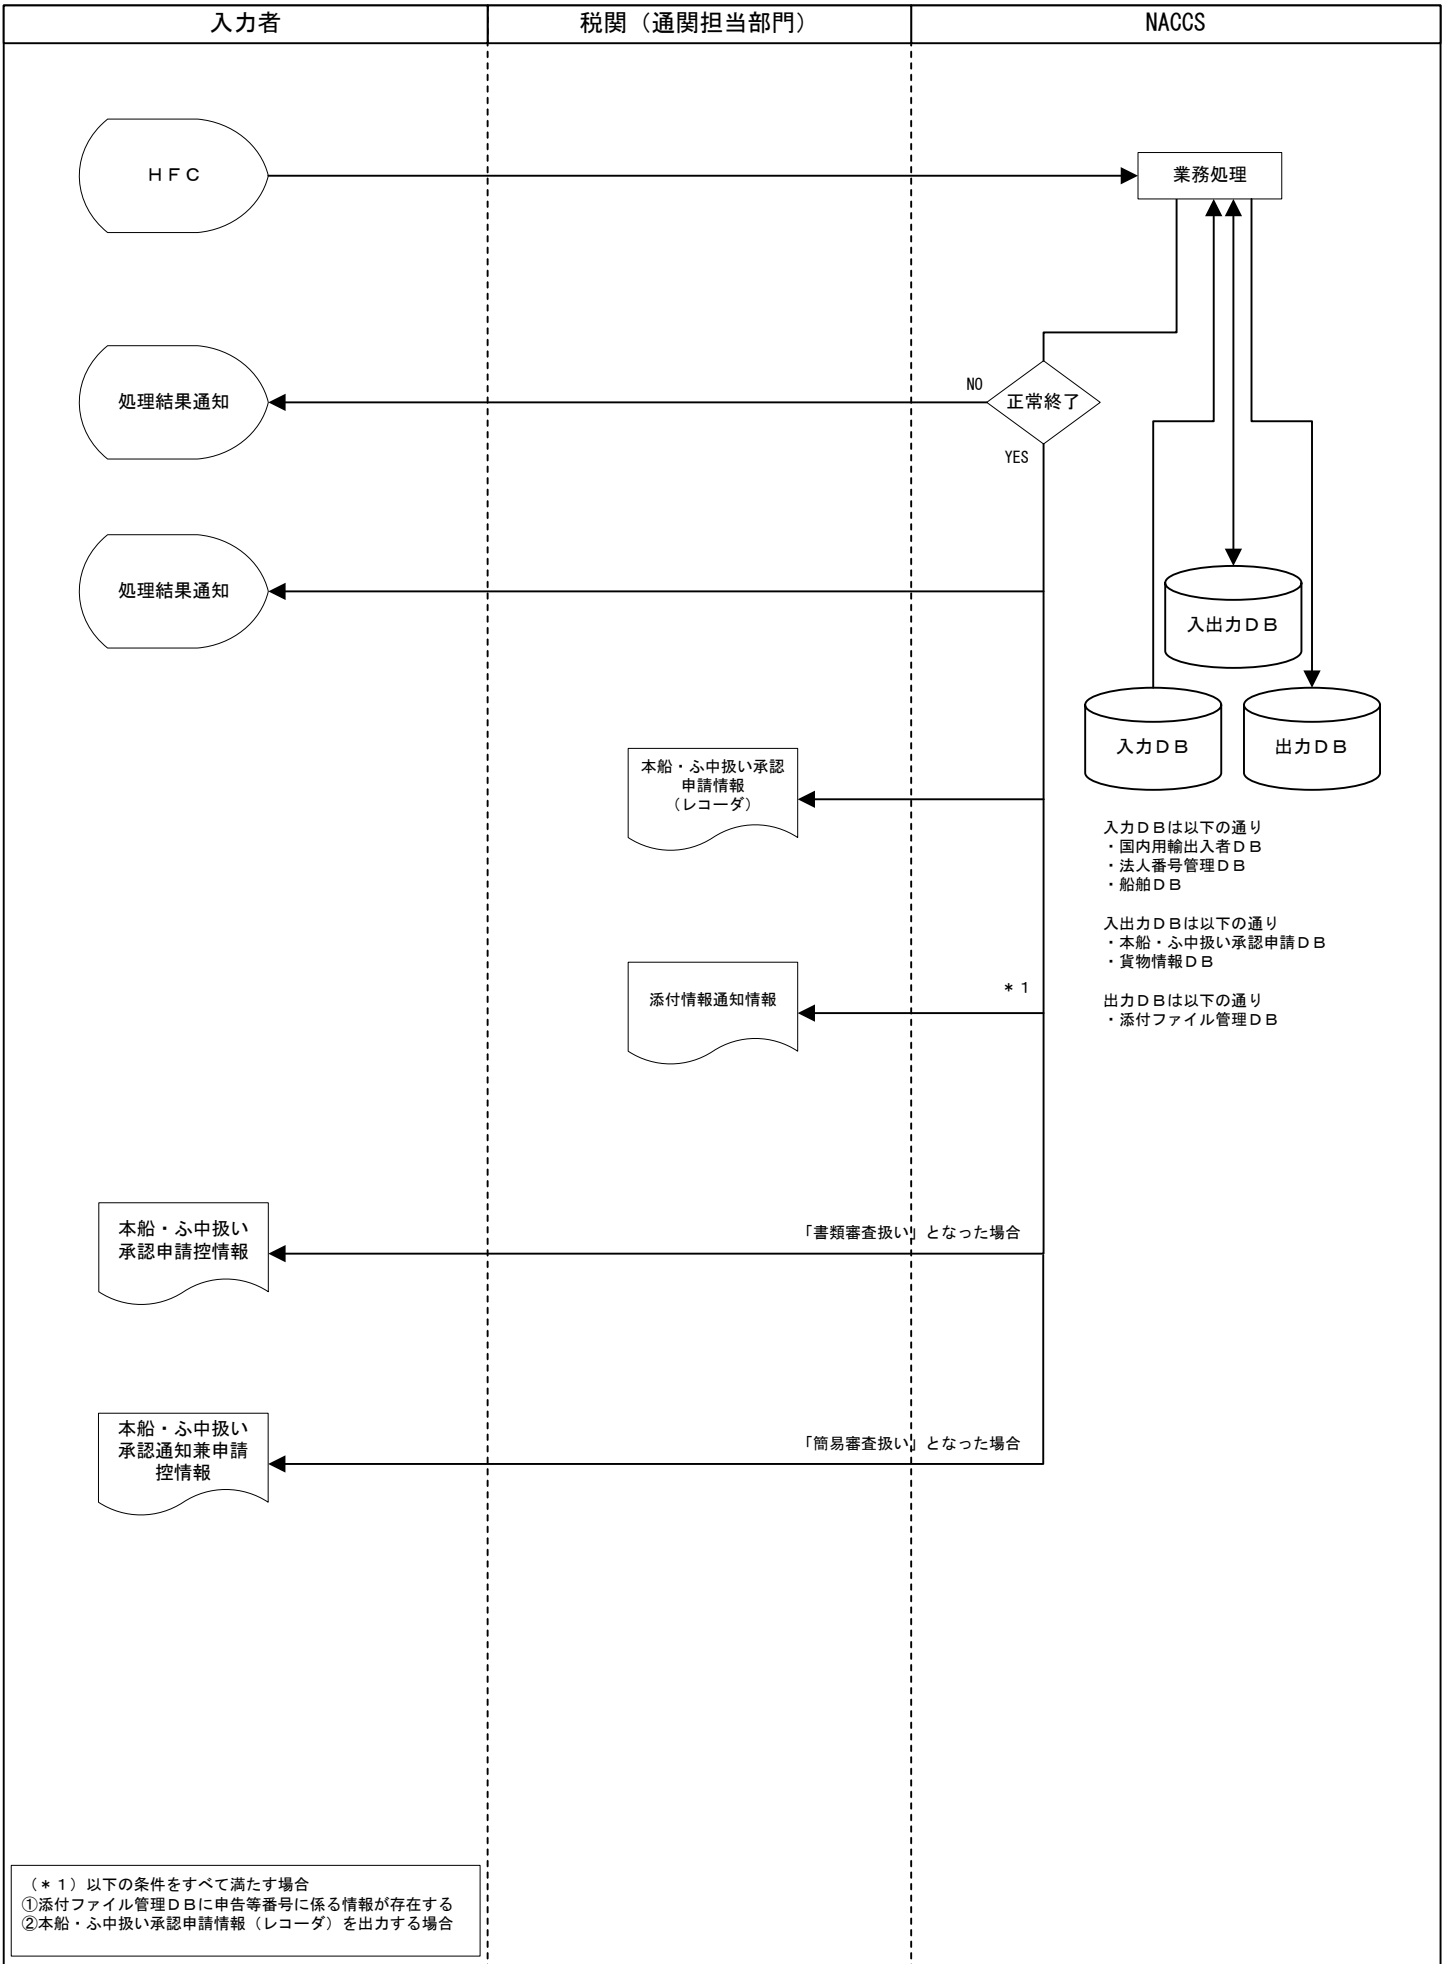 入力者
税関（通関担当部門）
NACCS
ＨＦＣ
業務処理
処理結果通知
NO
正常終了
YES
処理結果通知
入出力ＤＢ
入力ＤＢ
出力ＤＢ
本船・ふ中扱い承認
申請情報
（レコーダ）
入力ＤＢは以下の通り
・国内用輸出入者ＤＢ
・法人番号管理ＤＢ
・船舶ＤＢ
入出力ＤＢは以下の通り
・本船・ふ中扱い承認申請ＤＢ
・貨物情報ＤＢ
出力ＤＢは以下の通り
・添付ファイル管理ＤＢ
添付情報通知情報
＊１
本船・ふ中扱い
承認申請控情報
「書類審査扱い」となった場合
本船・ふ中扱い
承認通知兼申請
控情報
「簡易審査扱い」となった場合
（＊１）以下の条件をすべて満たす場合
①添付ファイル管理ＤＢに申告等番号に係る情報が存在する
②本船・ふ中扱い承認申請情報（レコーダ）を出力する場合